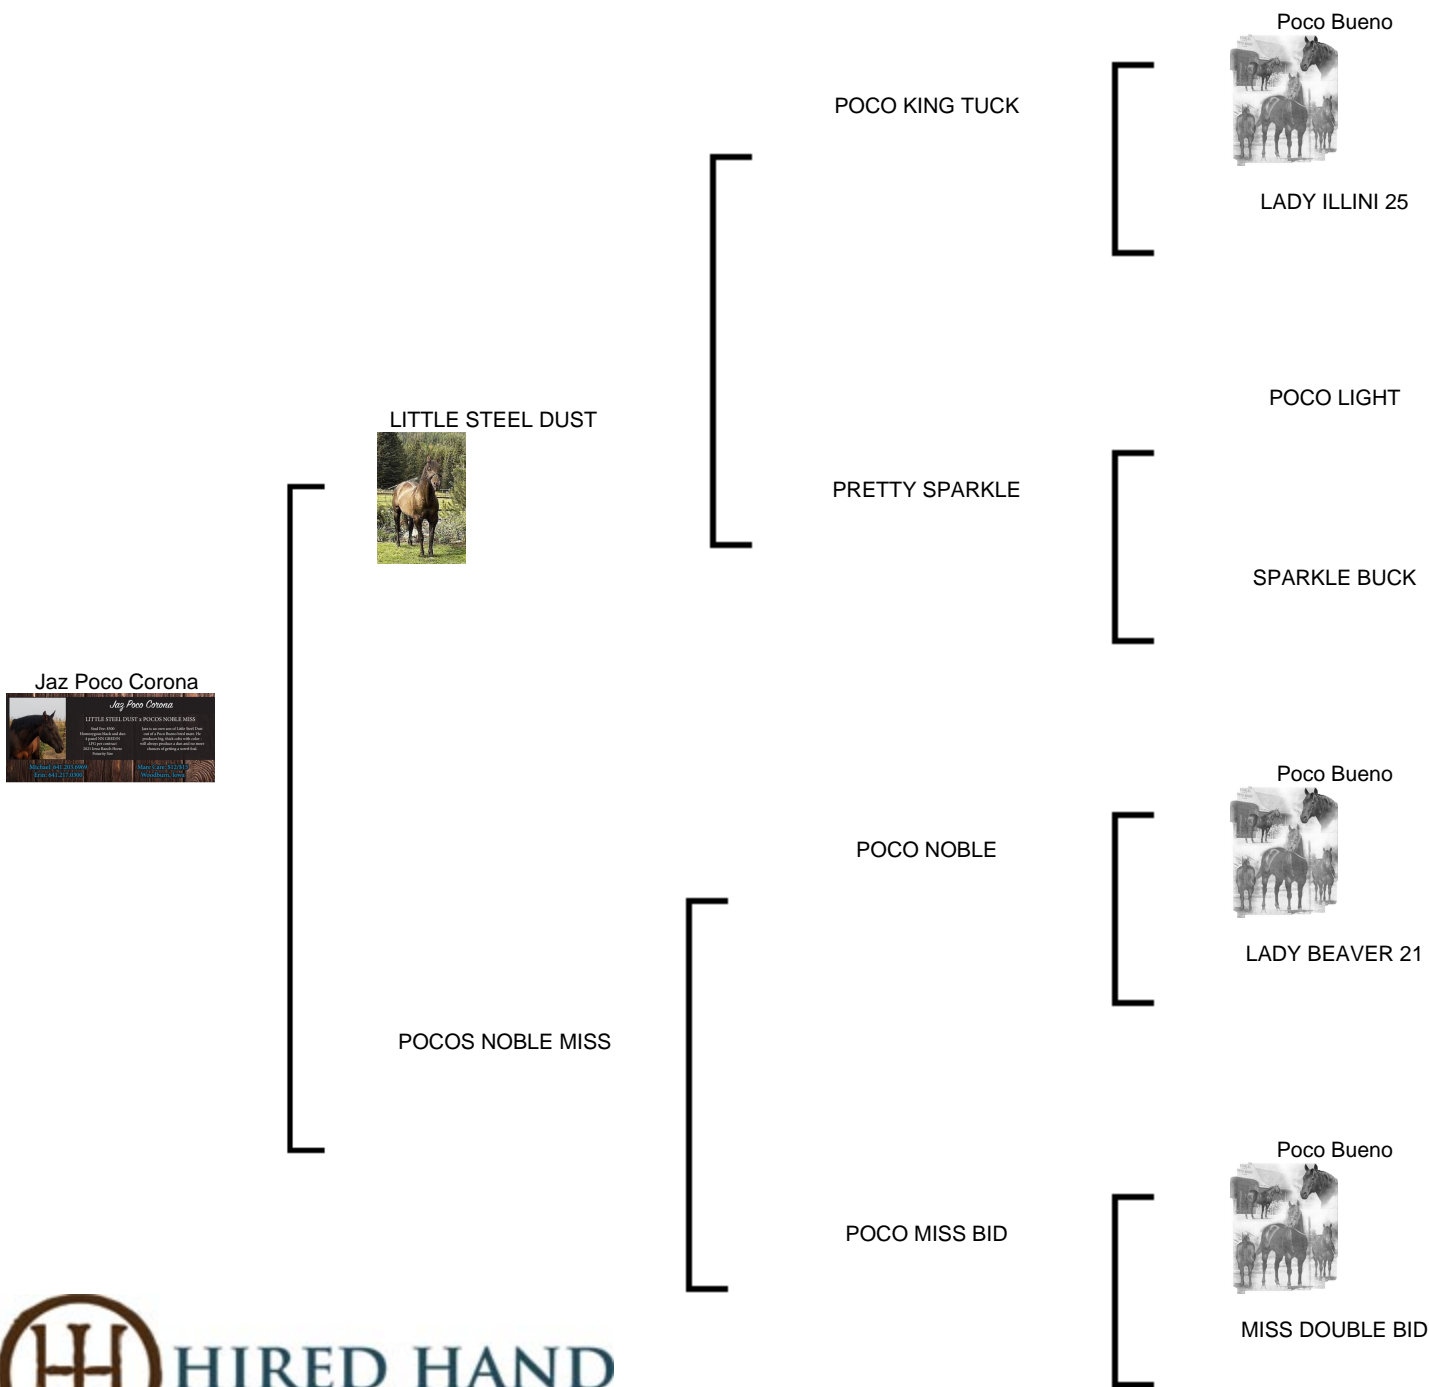 Poco Bueno
POCO KING TUCK
LADY ILLINI 25
POCO LIGHT
LITTLE STEEL DUST
PRETTY SPARKLE
SPARKLE BUCK
Jaz Poco Corona
Jaz Poco Corona
LITTLE STEEL DUST x POCOS NOBLE MISS
Poco Bueno
POCO NOBLE
LADY BEAVER 21
POCOS NOBLE MISS
Poco Bueno
POCO MISS BID
MISS DOUBLE BID
HIRED HAND